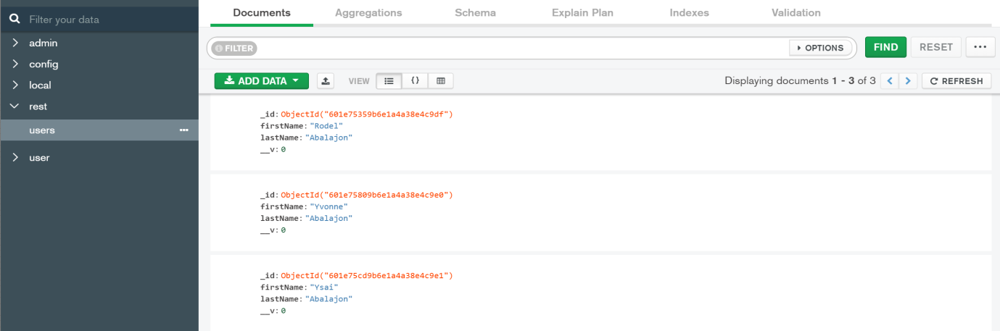 Filter your data
admin
config
local
rest
users
user
Documents Aggregations Schema Explain Plan Indexes Validation
FILTER OPTIONS FIND RESET ...
ADD DATA VIEW {} Displaying documents 1 - 3 of 3 REFRESH
_id: ObjectId("601e75359b6e1a4a38e4c9df")
firstName: "Rodel"
lastName: "Abalajon"
__v: 0
_id: ObjectId("601e75809b6e1a4a38e4c9e0")
firstName: "Yvonne"
lastName: "Abalajon"
__v: 0
_id: ObjectId("601e75cd9b6e1a4a38e4c9e1")
firstName: "Ysai"
lastName: "Abalajon"
__v: 0